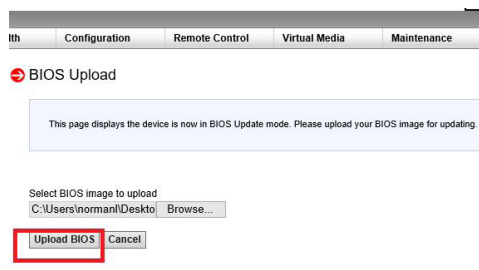 lth Configuration Remote Control Virtual Media Maintenance
BIOS Upload
This page displays the device is now in BIOS Update mode. Please upload your BIOS image for updating.
Select BIOS image to upload
C:\Users\normanl\Deskto Browse...
Upload BIOS Cancel